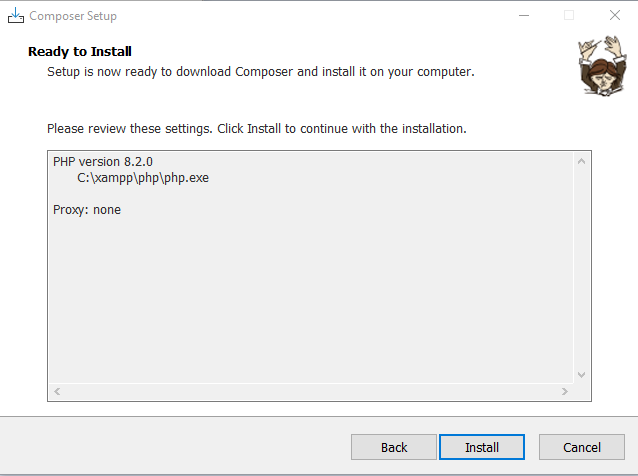 Composer Setup
Ready to Install
Setup is now ready to download Composer and install it on your computer.
Please review these settings. Click Install to continue with the installation.
PHP version 8.2.0
C:\xampp\php\php.exe
Proxy: none
Back
Install
Cancel